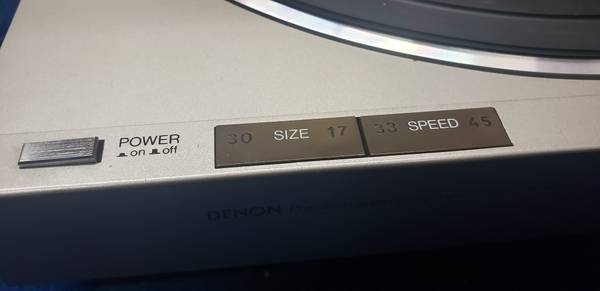 POWER
on off
30 SIZE 17
33 SPEED 45
DENON